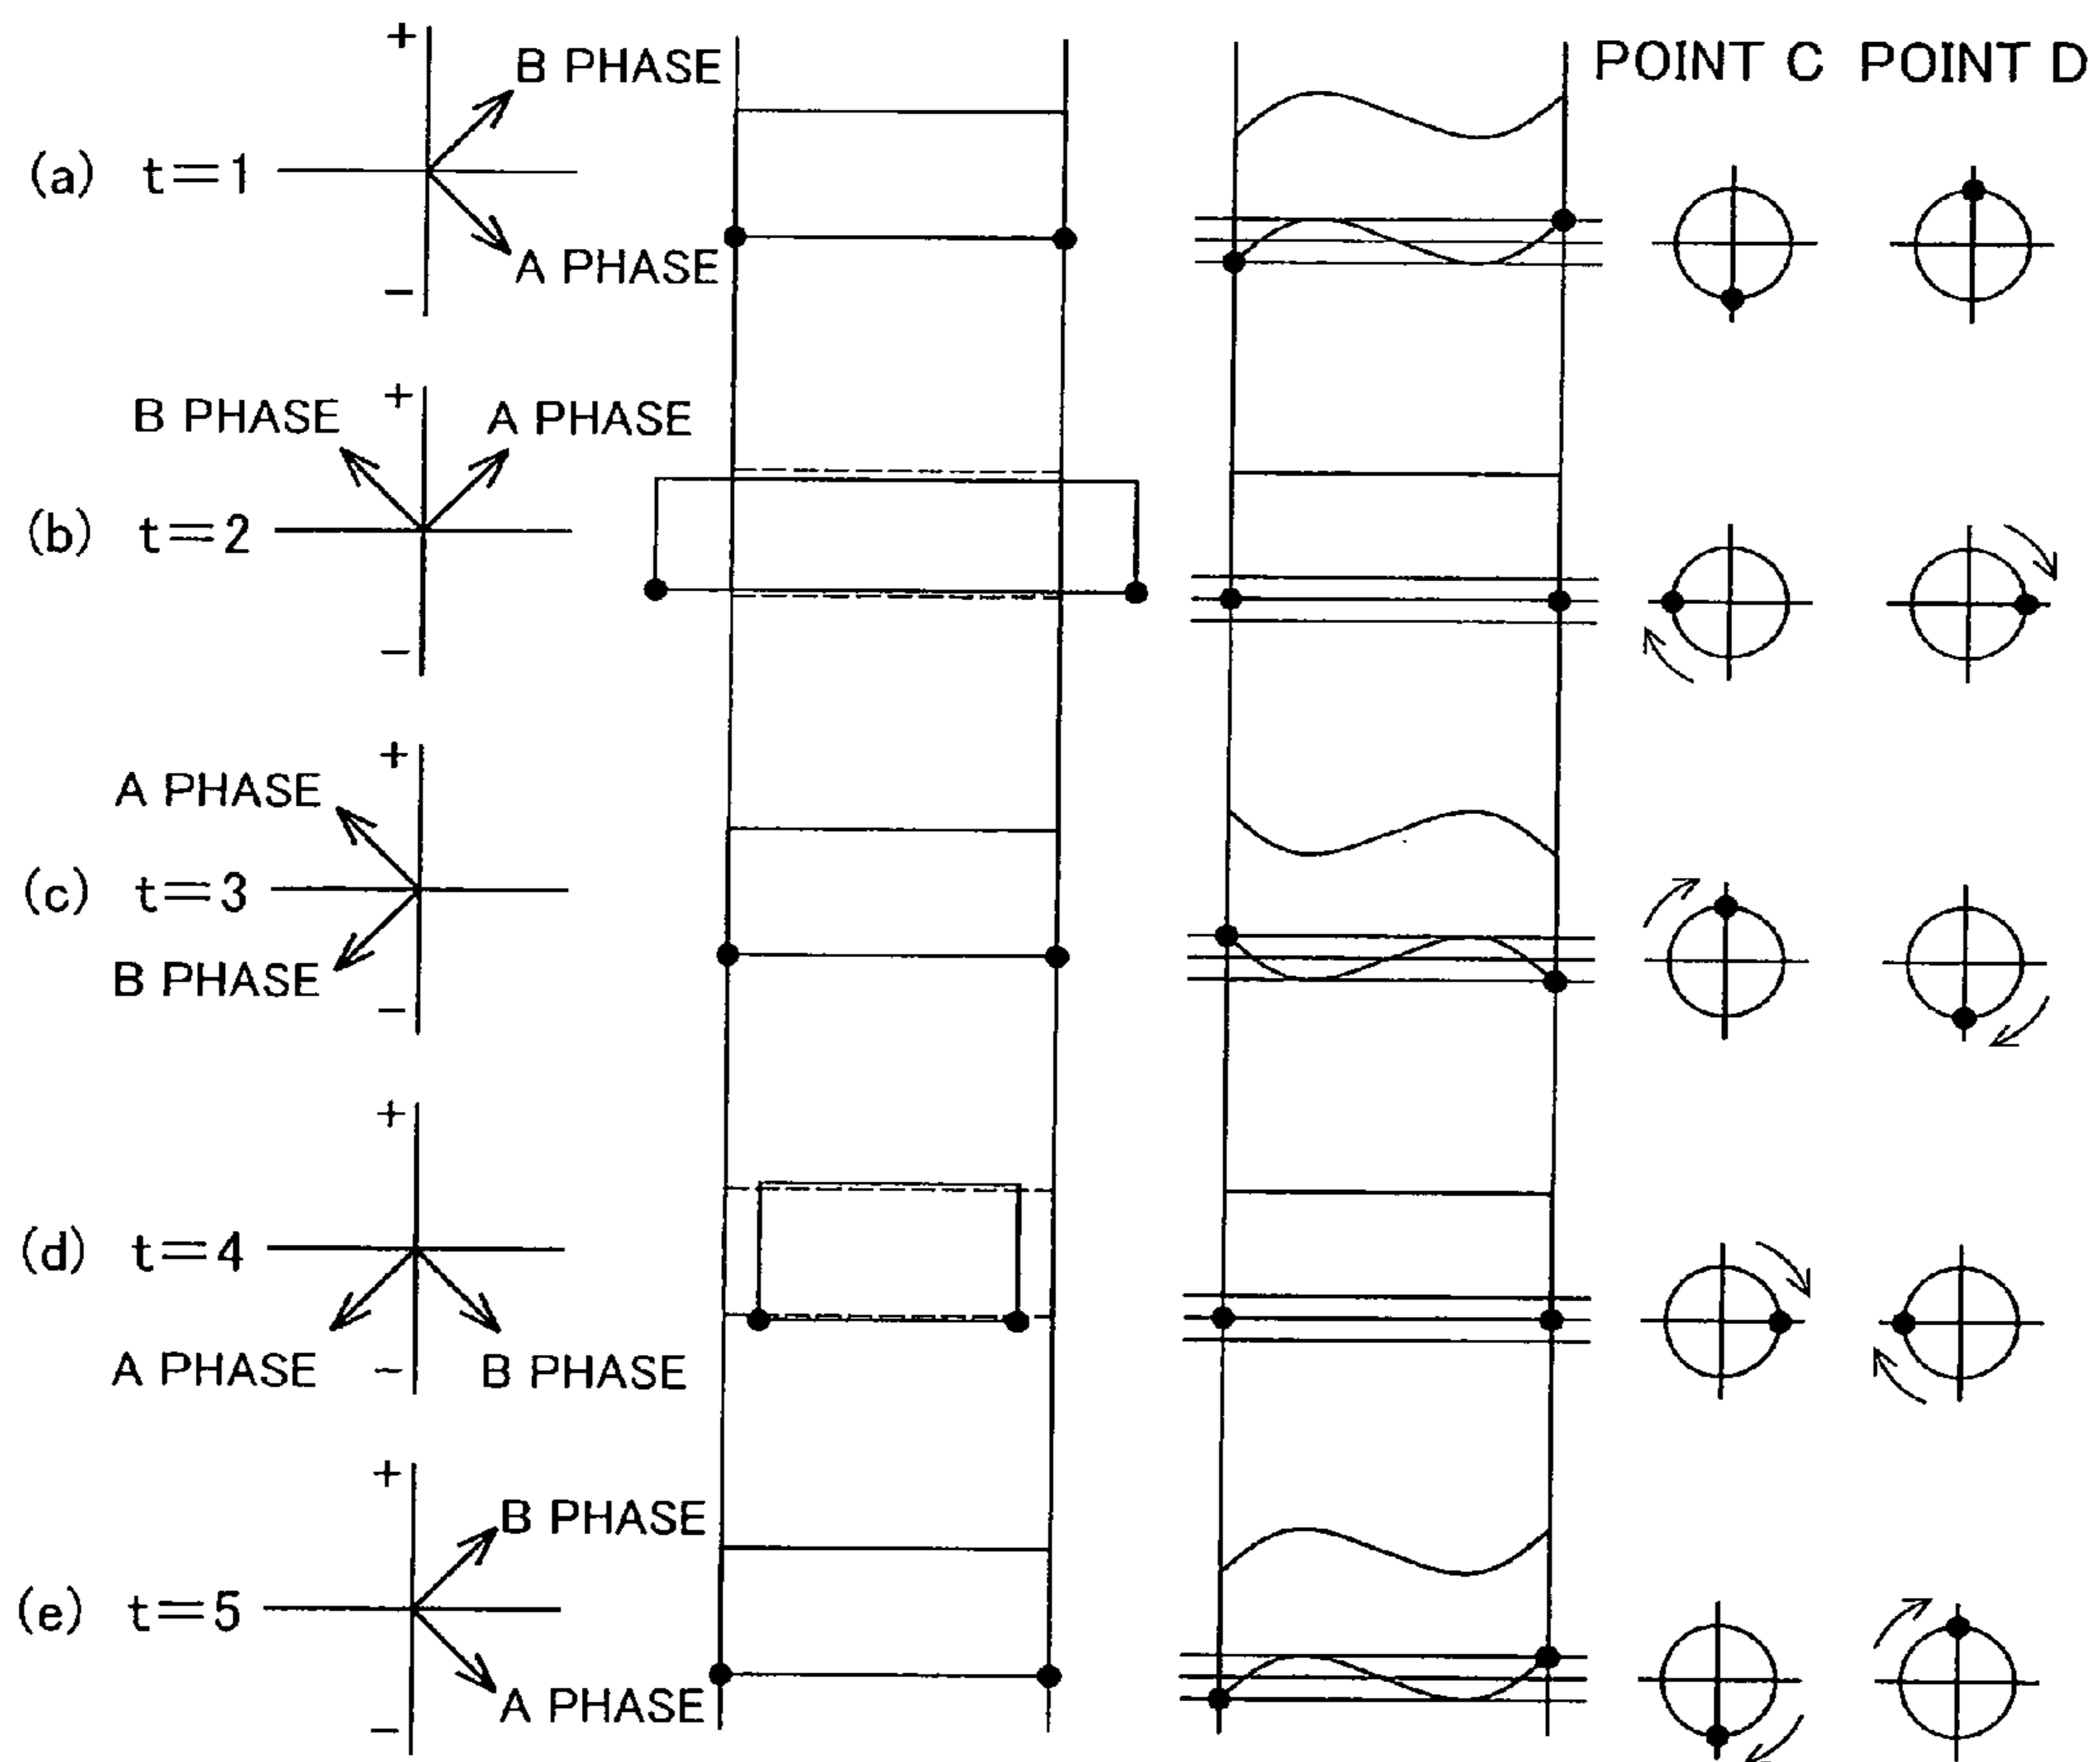 POINT C POINT D
+
B PHASE
(a) t=1
A PHASE
−
+
B PHASE A PHASE
(b) t=2
−
+
A PHASE
(c) t=3
B PHASE
−
+
(d) t=4
A PHASE − B PHASE
+
B PHASE
(e) t=5
A PHASE
−